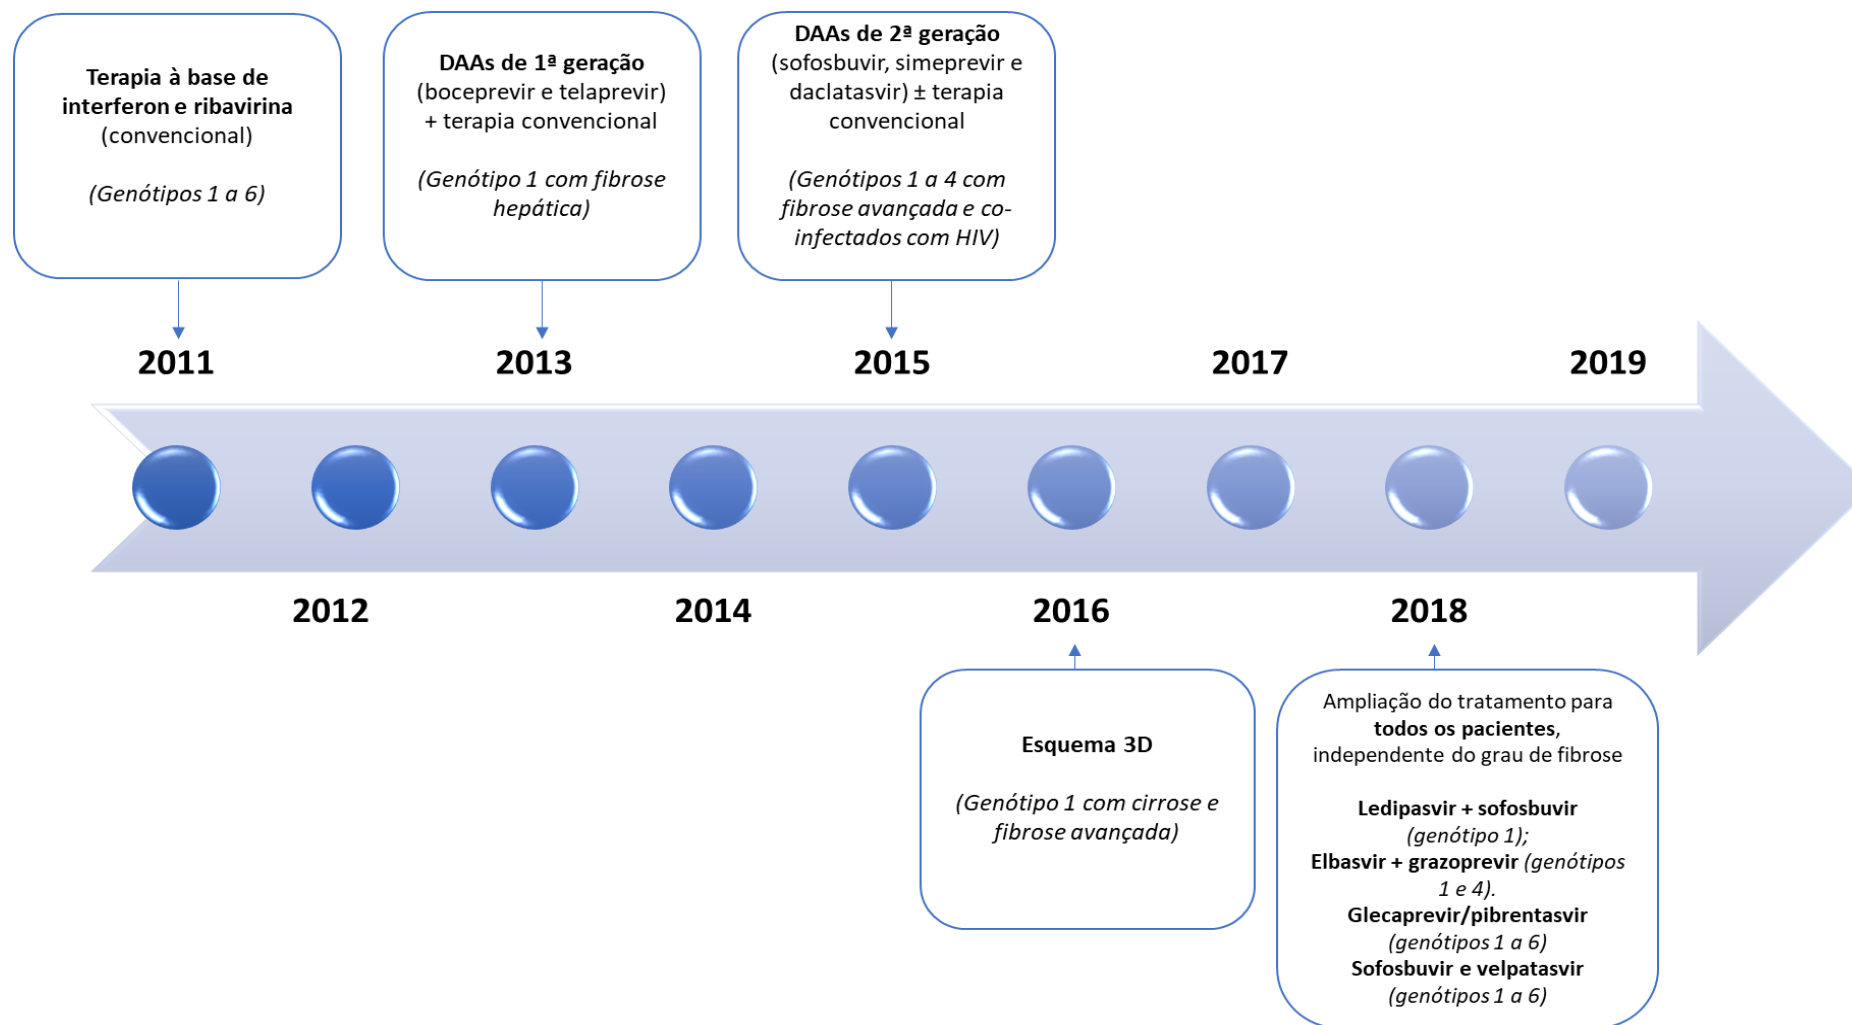 Terapia à base de
interferon e ribavirina
(convencional)
(Genótipos 1 a 6)
DAAs de 1ª geração
(boceprevir e telaprevir)
+ terapia convencional
(Genótipo 1 com fibrose
hepática)
DAAs de 2ª geração
(sofosbuvir, simeprevir e
daclatasvir) ± terapia
convencional
(Genótipos 1 a 4 com
fibrose avançada e co-
infectados com HIV)
2011
2013
2015
2017
2019
2012
2014
2016
2018
Esquema 3D
(Genótipo 1 com cirrose e
fibrose avançada)
Ampliação do tratamento para
todos os pacientes,
independente do grau de fibrose
Ledipasvir + sofosbuvir
(genótipo 1);
Elbasvir + grazoprevir (genótipos
1 e 4).
Glecaprevir/pibrentasvir
(genótipos 1 a 6)
Sofosbuvir e velpatasvir
(genótipos 1 a 6)